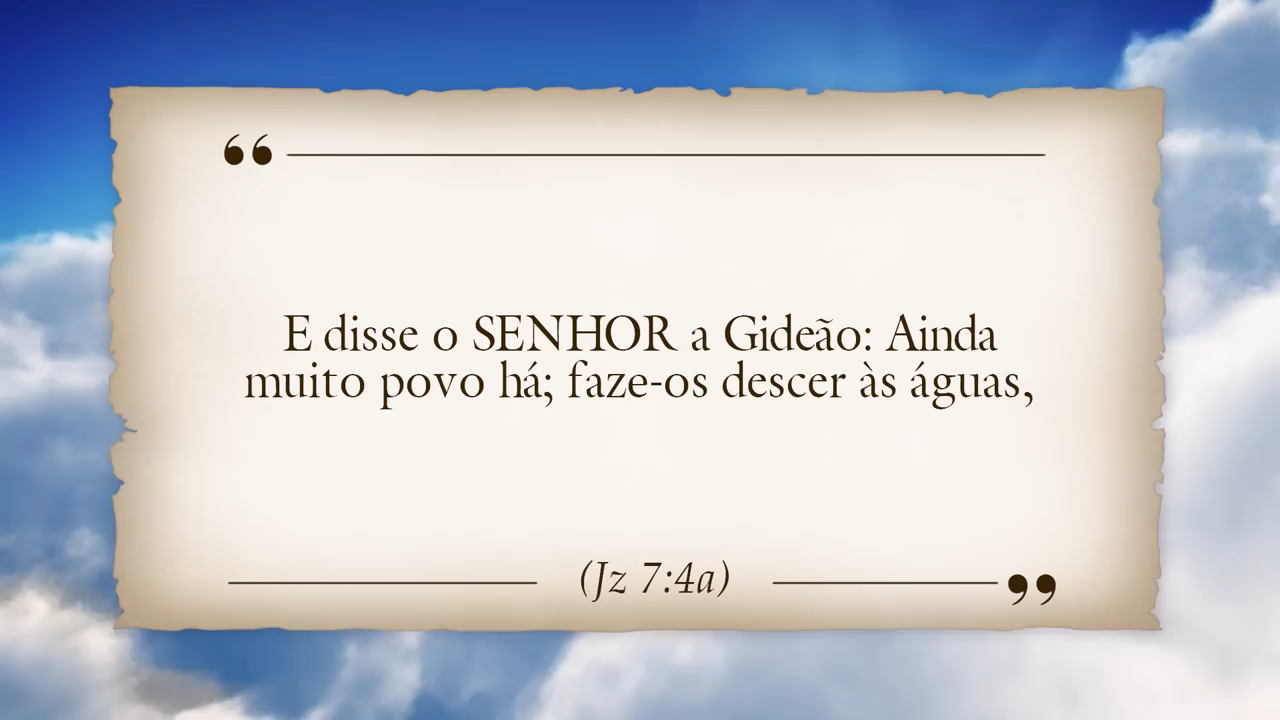 “
E disse o SENHOR a Gideão: Ainda
muito povo há; faze-os descer às águas,
(Jz 7:4a)
”